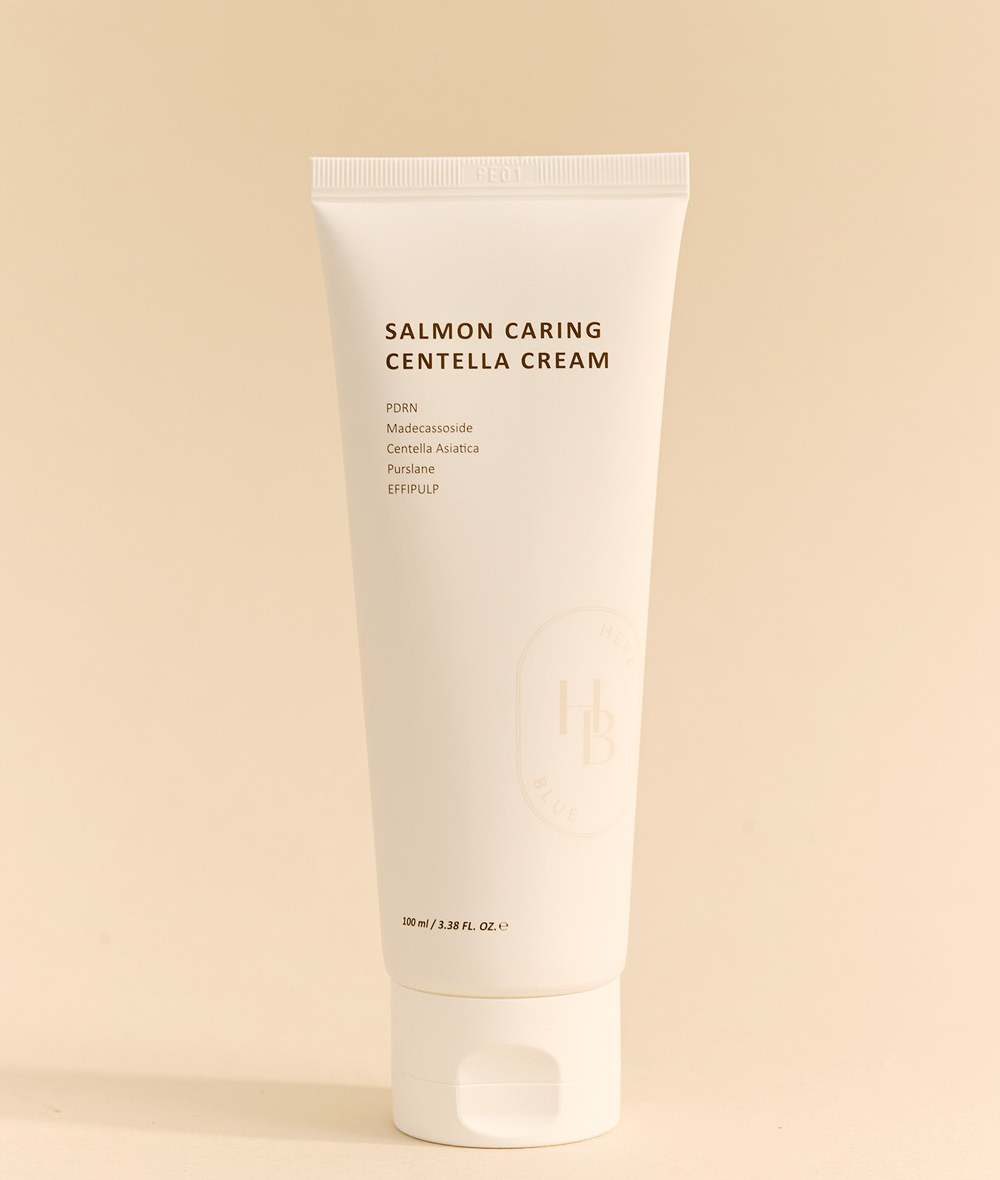 PE01
SALMON CARING
CENTELLA CREAM
PDRN
Madecassoside
Centella Asiatica
Purslane
EFFIPULP
HB
BLUE
100 ml / 3.38 FL. OZ. ℮